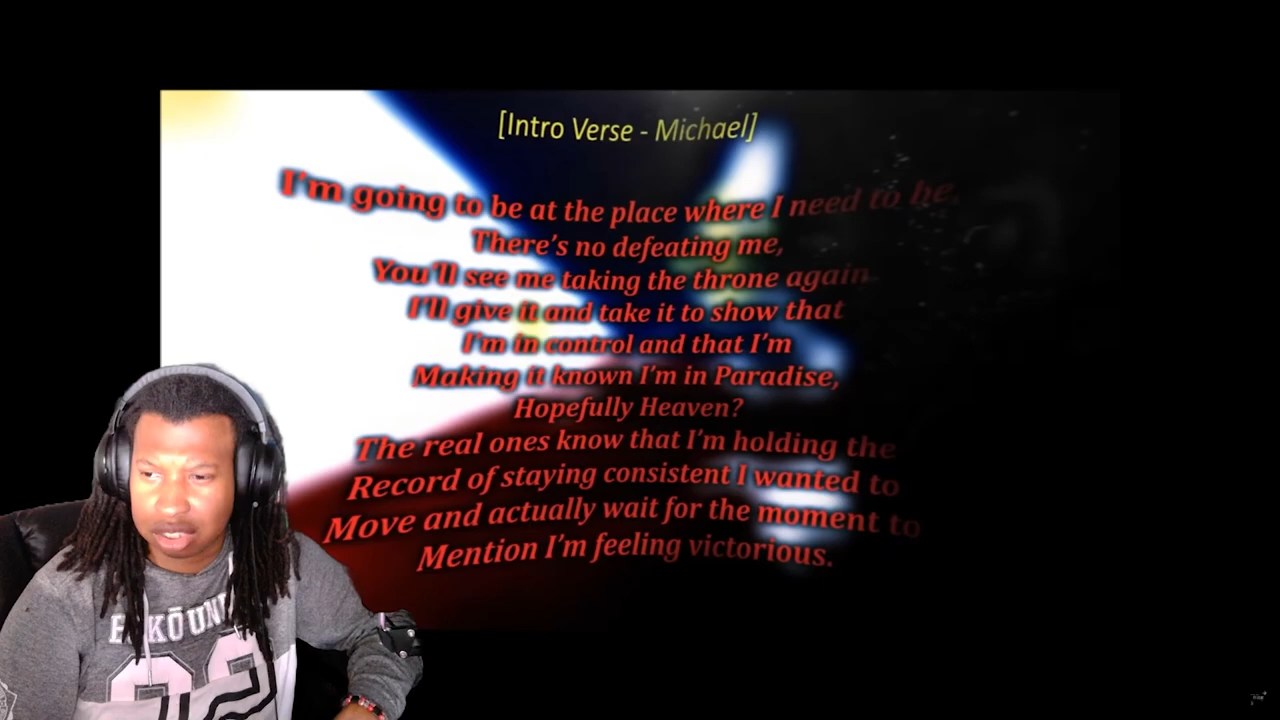 [Intro Verse - Michael]
I'm going to be at the place where I need to be.
There's no defeating me,
You'll see me taking the throne again
I'll give it and take it to show that
I'm in control and that I'm
Making it known I'm in Paradise,
Hopefully Heaven?
The real ones know that I'm holding the
Record of staying consistent I wanted to
Move and actually wait for the moment to
Mention I'm feeling victorious.